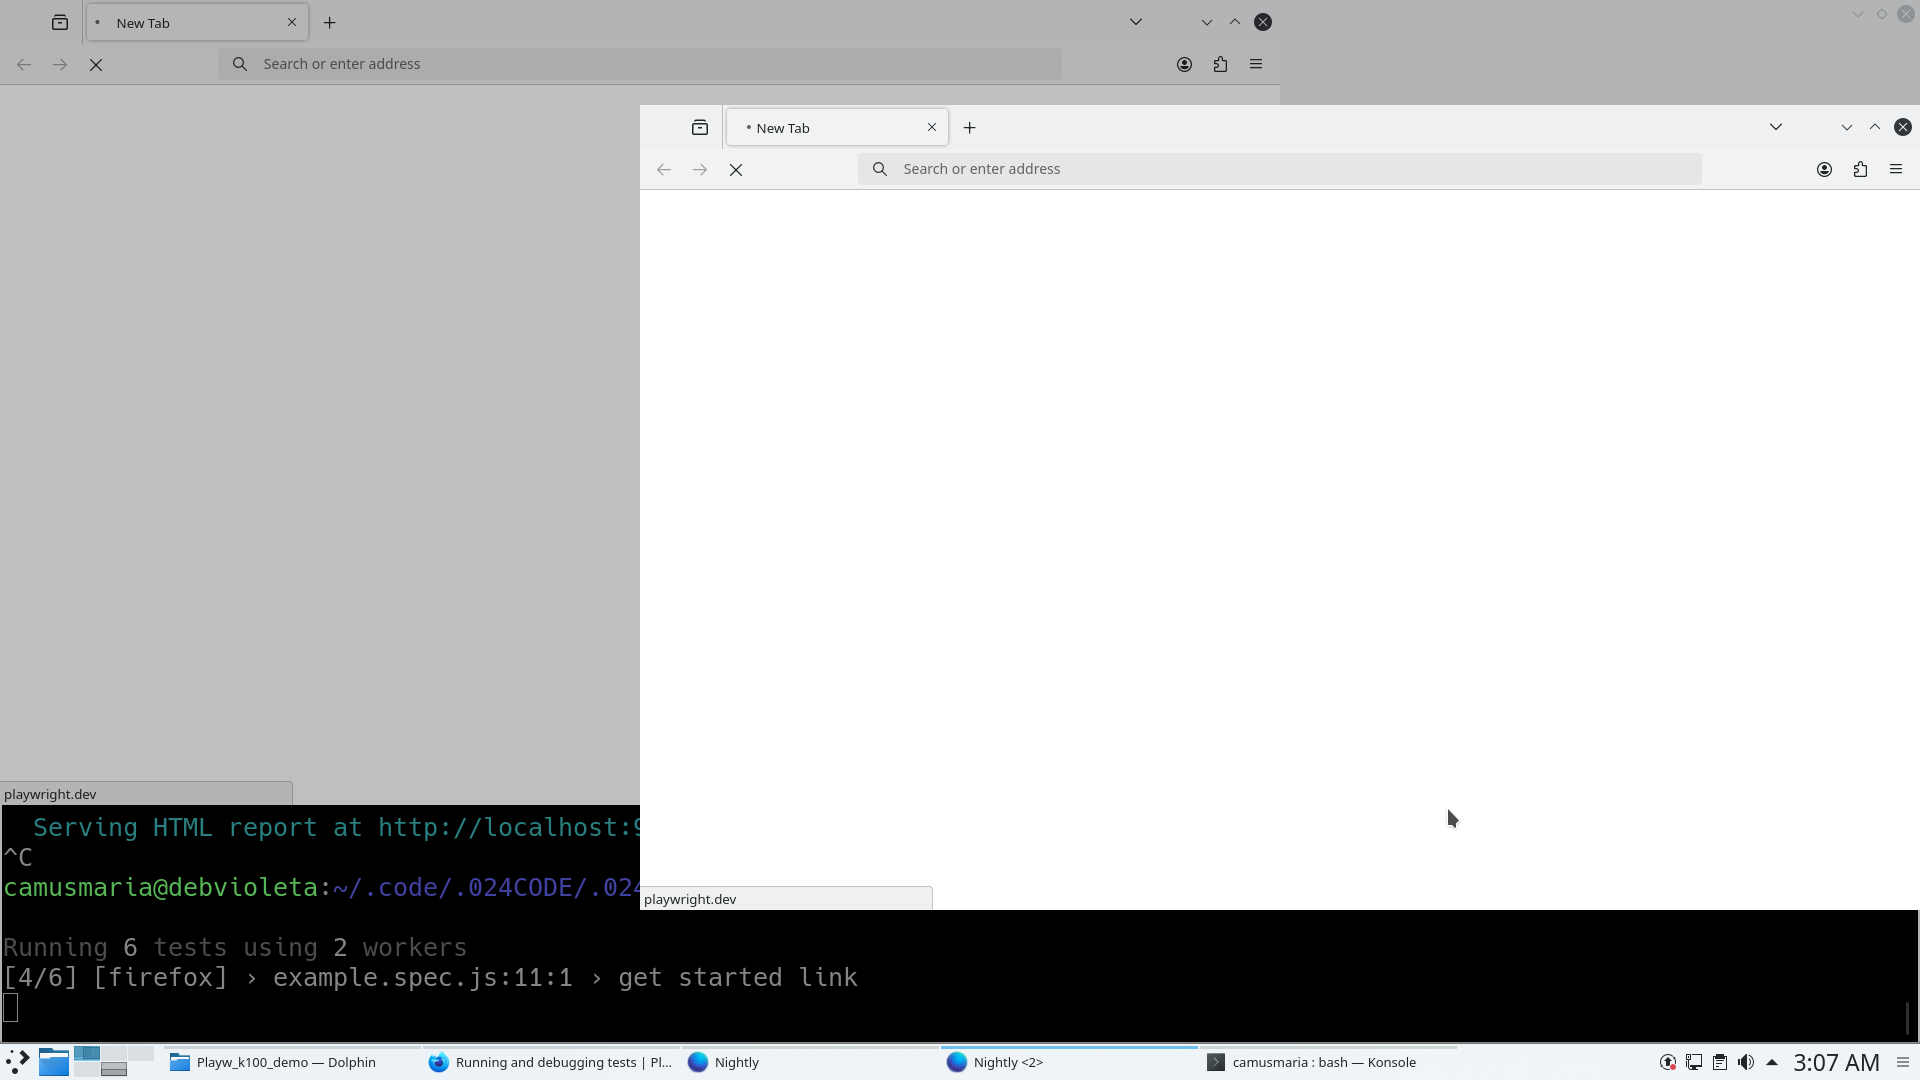 New Tab
Search or enter address
New Tab
Search or enter address
playwright.dev
playwright.dev
Serving HTML report at http://localhost:
^C
camusmaria@debvioleta:~/.code/.024CODE/.024
Running 6 tests using 2 workers
[4/6] [firefox] › example.spec.js:11:1 › get started link
Playw_k100_demo — Dolphin
Running and debugging tests | Pl...
Nightly
Nightly <2>
camusmaria : bash — Konsole
3:07 AM